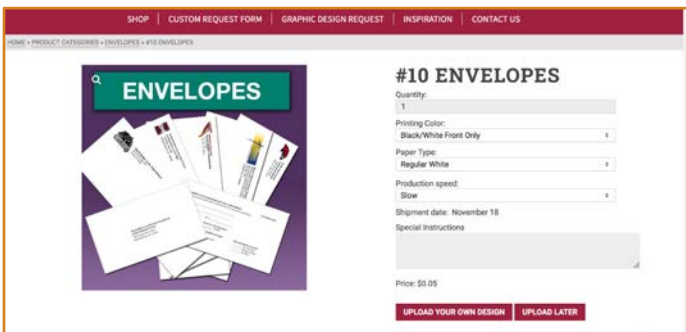 SHOP | CUSTOM REQUEST FORM | GRAPHIC DESIGN REQUEST | INSPIRATION | CONTACT US
HOME » PRODUCT CATEGORIES » ENVELOPES » #10 ENVELOPES
ENVELOPES
#10 ENVELOPES
Quantity:
1
Printing Color:
Black/White Front Only
Paper Type:
Regular White
Production speed:
Slow
Shipment date: November 18
Special Instructions
Price: $0.05
UPLOAD YOUR OWN DESIGN
UPLOAD LATER